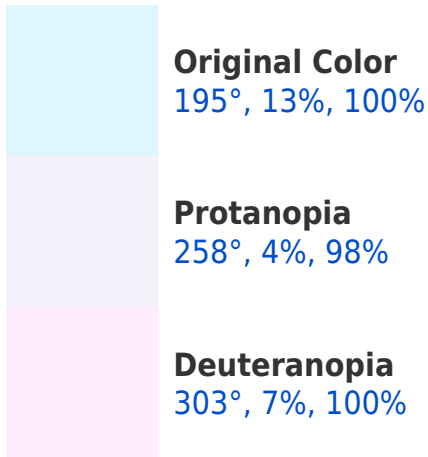 Original Color
195°, 13%, 100%
Protanopia
258°, 4%, 98%
Deuteranopia
303°, 7%, 100%